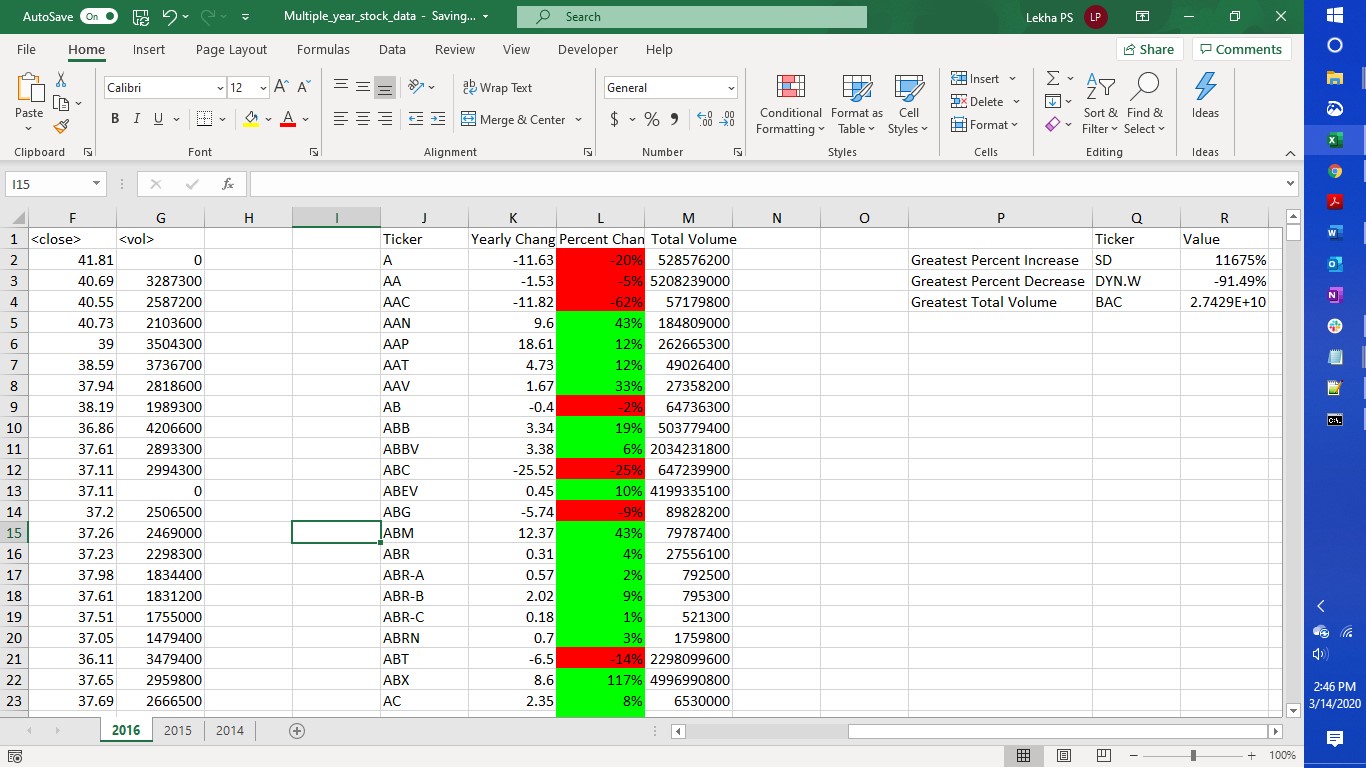 AutoSave On Multiple_year_stock_data - Saving... Search Lekha PS LP
File Home Insert Page Layout Formulas Data Review View Developer Help Share Comments
Calibri 12 Wrap Text General Insert
Paste B I U Merge & Center $ % Conditional Formatting Format as Table Cell Styles Delete Format Sort & Filter Find & Select Ideas
Clipboard Font Alignment Number Styles Cells Editing Ideas
I15 fx
F G H I J K L M N O P Q R
1 <close> <vol> Ticker Yearly Chang Percent Chan Total Volume Ticker Value
2 41.81 0 A -11.63 -20% 528576200 Greatest Percent Increase SD 11675%
3 40.69 3287300 AA -1.53 -5% 5208239000 Greatest Percent Decrease DYN.W -91.49%
4 40.55 2587200 AAC -11.82 -62% 57179800 Greatest Total Volume BAC 2.7429E+10
5 40.73 2103600 AAN 9.6 43% 184809000
6 39 3504300 AAP 18.61 12% 262665300
7 38.59 3736700 AAT 4.73 12% 49026400
8 37.94 2818600 AAV 1.67 33% 27358200
9 38.19 1989300 AB -0.4 -2% 64736300
10 36.86 4206600 ABB 3.34 19% 503779400
11 37.61 2893300 ABBV 3.38 6% 2034231800
12 37.11 2994300 ABC -25.52 -25% 647239900
13 37.11 0 ABEV 0.45 10% 4199335100
14 37.2 2506500 ABG -5.74 -9% 89828200
15 37.26 2469000 ABM 12.37 43% 79787400
16 37.23 2298300 ABR 0.31 4% 27556100
17 37.98 1834400 ABR-A 0.57 2% 792500
18 37.61 1831200 ABR-B 2.02 9% 795300
19 37.51 1755000 ABR-C 0.18 1% 521300
20 37.05 1479400 ABRN 0.7 3% 1759800
21 36.11 3479400 ABT -6.5 -14% 2298099600
22 37.65 2959800 ABX 8.6 117% 4996990800
23 37.69 2666500 AC 2.35 8% 6530000
2016 2015 2014
100%
2:46 PM
3/14/2020